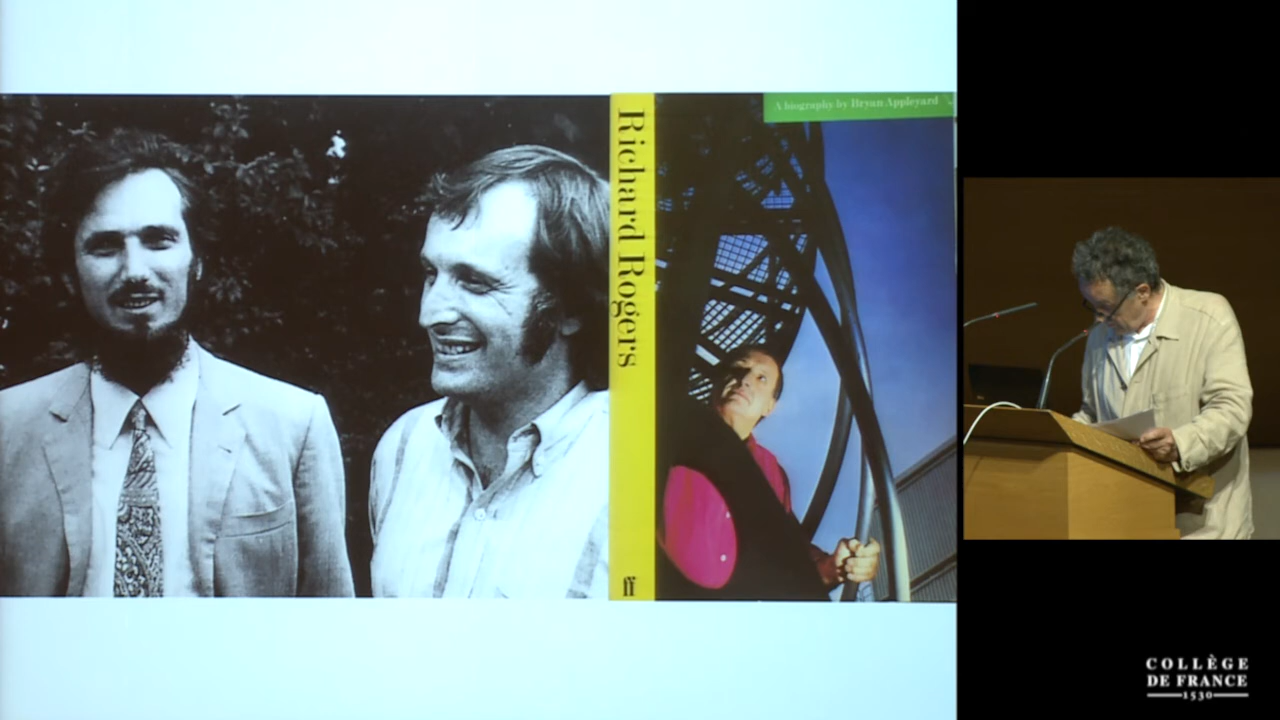 A biography by Bryan Appleyard
Richard Rogers
ff
COLLÈGE
DE FRANCE
1530